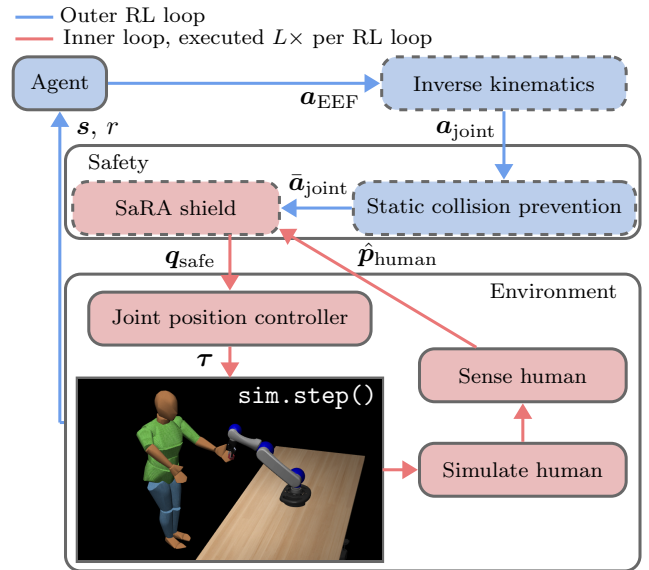 Outer RL loop
Inner loop, executed L× per RL loop
Agent
a_EEF
Inverse kinematics
s, r
a_joint
Safety
SaRA shield
ā_joint
Static collision prevention
q_safe
p̂_human
Environment
Joint position controller
τ
sim.step()
Sense human
Simulate human